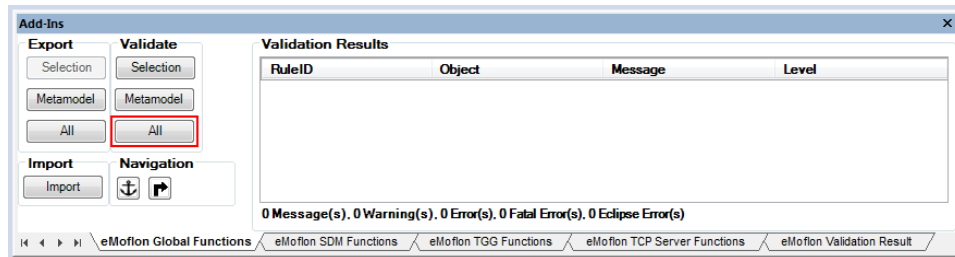 Add-Ins
Export Validate Validation Results
Selection Selection RuleID Object Message Level
Metamodel Metamodel
All All
Import Navigation
Import
0 Message(s), 0 Warning(s), 0 Error(s), 0 Fatal Error(s), 0 Eclipse Error(s)
eMoflon Global Functions eMoflon SDM Functions eMoflon TGG Functions eMoflon TCP Server Functions eMoflon Validation Result